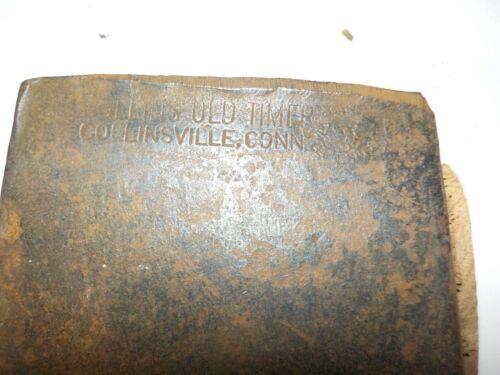 OLD TIMER
COLLINSVILLE, CONN.